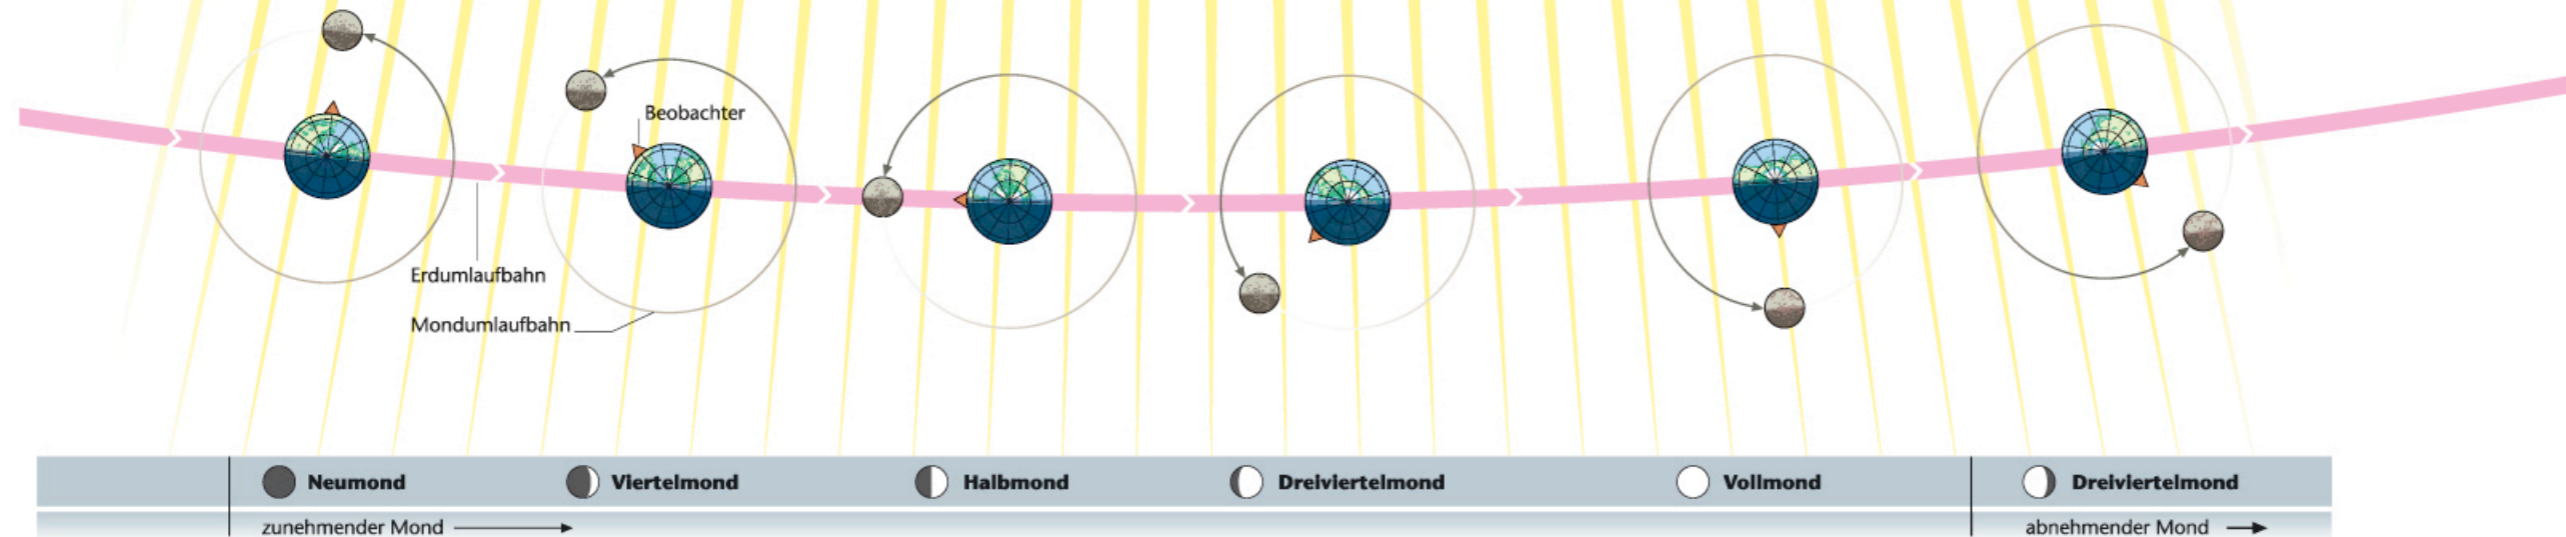 Beobachter
Erdumlaufbahn
Mondumlaufbahn
Neumond
Viertelmond
Halbmond
Dreiviertelmond
Vollmond
Dreiviertelmond
zunehmender Mond
abnehmender Mond